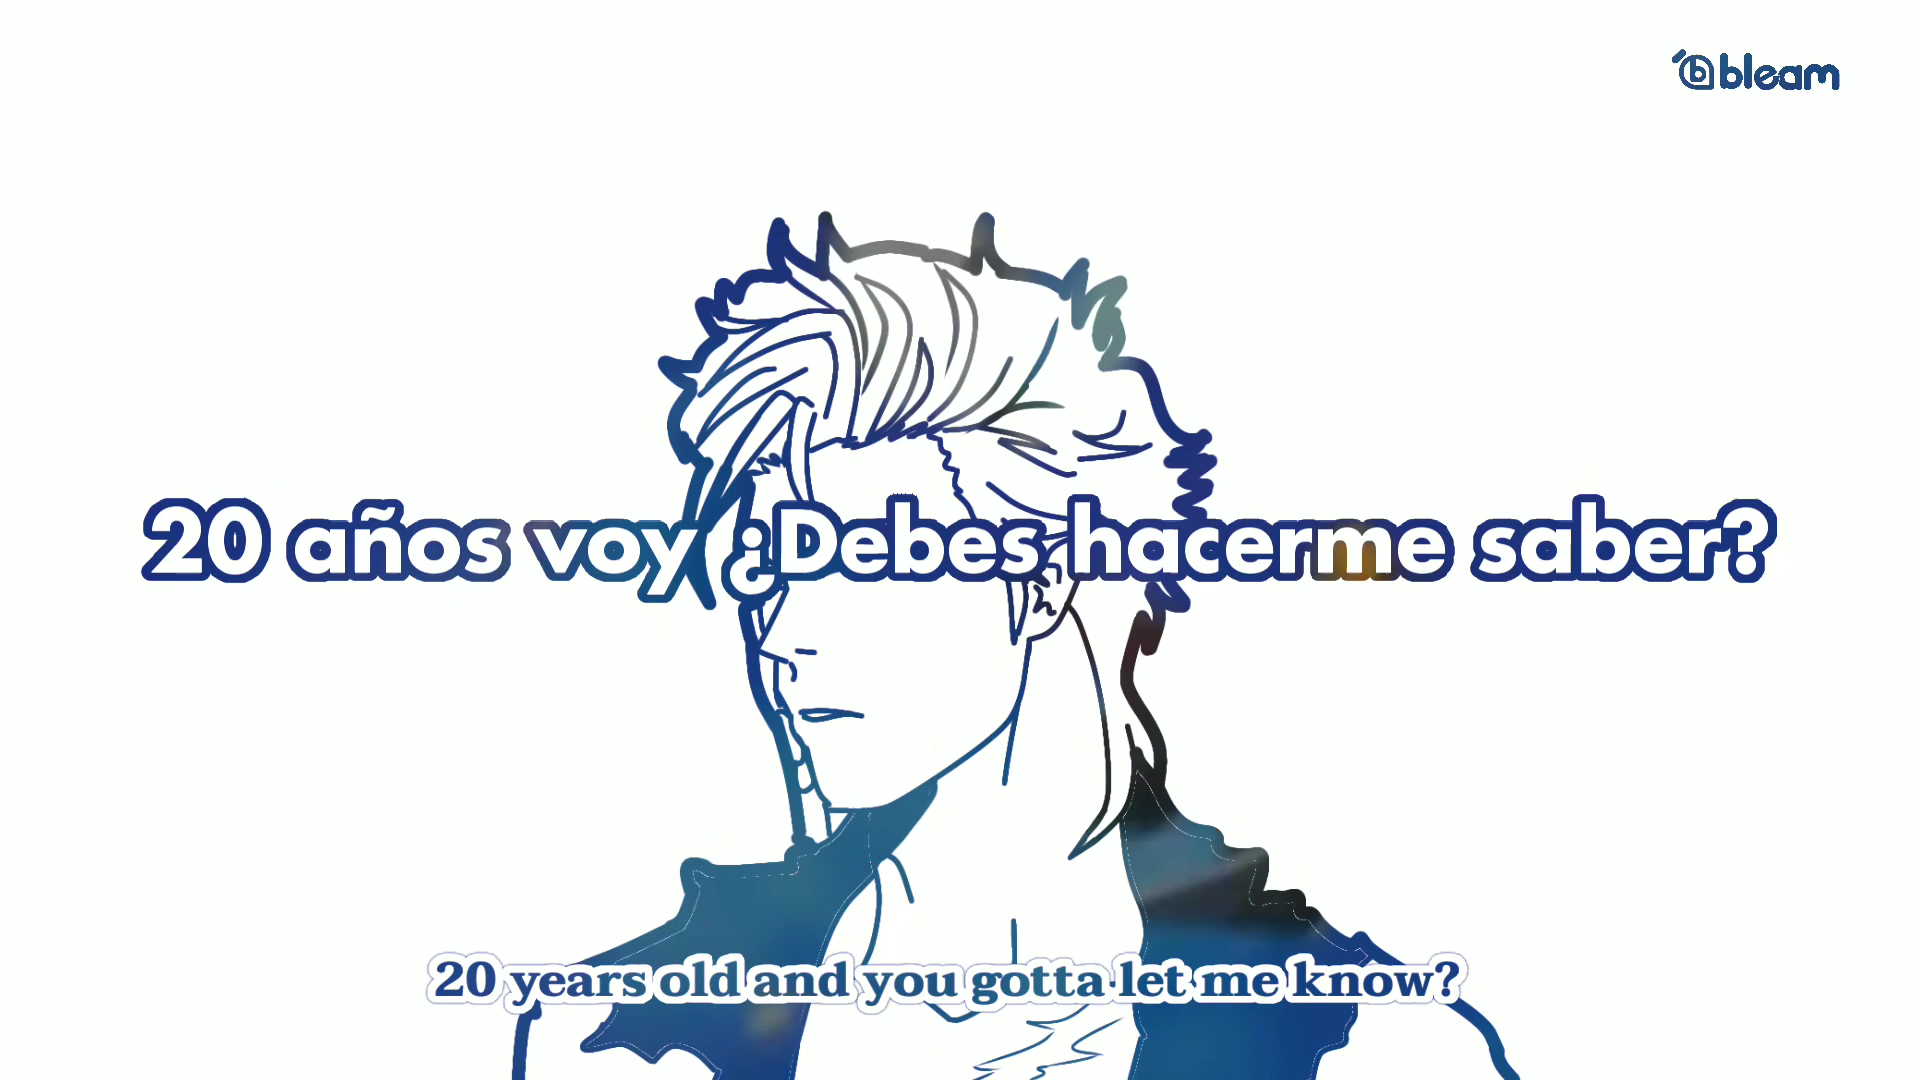 bleam
20 años voy ¿Debes hacerme saber?
20 years old and you gotta let me know?